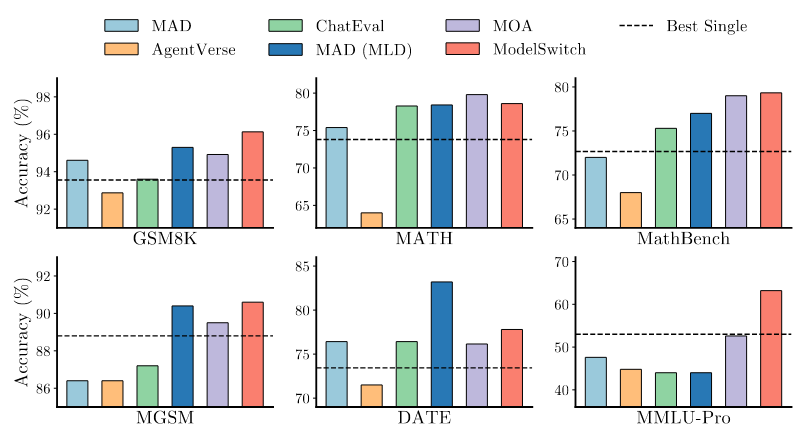 MAD ChatEval MOA Best Single
AgentVerse MAD (MLD) ModelSwitch
Accuracy (%)
98
96
94
92
GSM8K
80
75
70
65
MATH
80
75
70
65
MathBench
Accuracy (%)
92
90
88
86
MGSM
85
80
75
70
DATE
70
60
50
40
MMLU-Pro